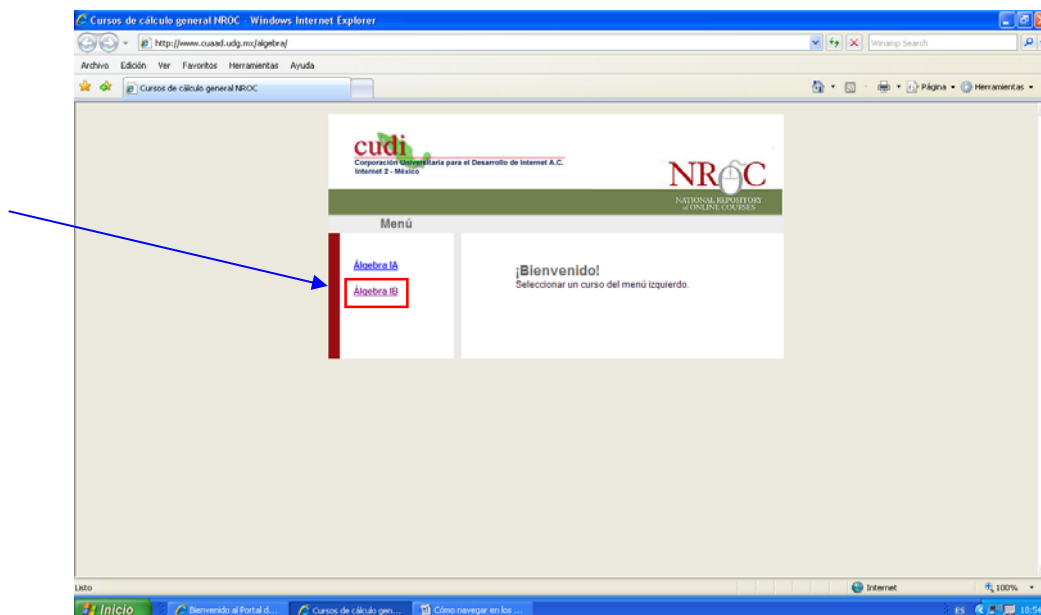 Cursos de cálculo general NROC - Windows Internet Explorer
http://www.cuaad.udg.mx/algebra/
Winamp Search
Archivo Edición Ver Favoritos Herramientas Ayuda
Cursos de cálculo general NROC
Página
Herramientas
cudi
Corporación Universitaria para el Desarrollo de Internet A.C.
Internet 2 - México
NROC
NATIONAL REPOSITORY
of ONLINE COURSES
Menú
Álgebra IA
Álgebra IB
¡Bienvenido!
Seleccionar un curso del menú izquierdo.
Listo
Internet
100%
Inicio
Bienvenido al Portal d...
Cursos de cálculo gen...
Cómo navegar en los ...
ES
18:54